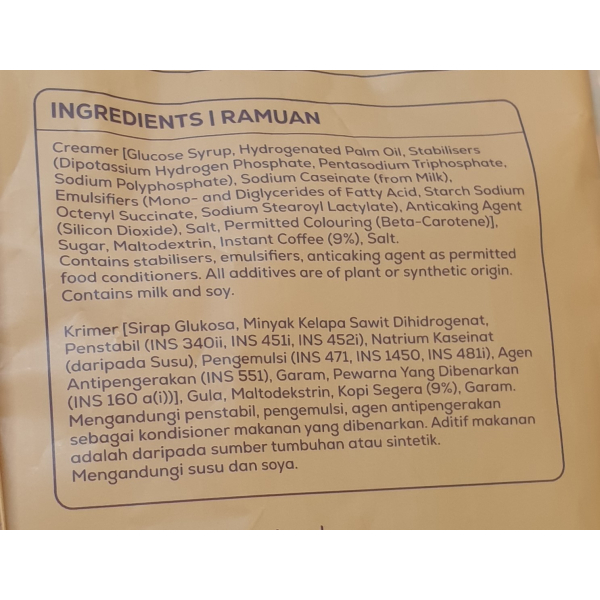 INGREDIENTS | RAMUAN
Creamer [Glucose Syrup, Hydrogenated Palm Oil, Stabilisers
(Dipotassium Hydrogen Phosphate, Pentasodium Triphosphate,
Sodium Polyphosphate), Sodium Caseinate (from Milk),
Emulsifiers (Mono- and Diglycerides of Fatty Acid, Starch Sodium
Octenyl Succinate, Sodium Stearoyl Lactylate), Anticaking Agent
(Silicon Dioxide), Salt, Permitted Colouring (Beta-Carotene)],
Sugar, Maltodextrin, Instant Coffee (9%), Salt.
Contains stabilisers, emulsifiers, anticaking agent as permitted
food conditioners. All additives are of plant or synthetic origin.
Contains milk and soy.
Krimer [Sirap Glukosa, Minyak Kelapa Sawit Dihidrogenat,
Penstabil (INS 340ii, INS 451i, INS 452i), Natrium Kaseinat
(daripada Susu), Pengemulsi (INS 471, INS 1450, INS 481i), Agen
Antipengerakan (INS 551), Garam, Pewarna Yang Dibenarkan
(INS 160 a(i))], Gula, Maltodekstrin, Kopi Segera (9%), Garam.
Mengandungi penstabil, pengemulsi, agen antipengerakan
sebagai kondisioner makanan yang dibenarkan. Aditif makanan
adalah daripada sumber tumbuhan atau sintetik.
Mengandungi susu dan soya.